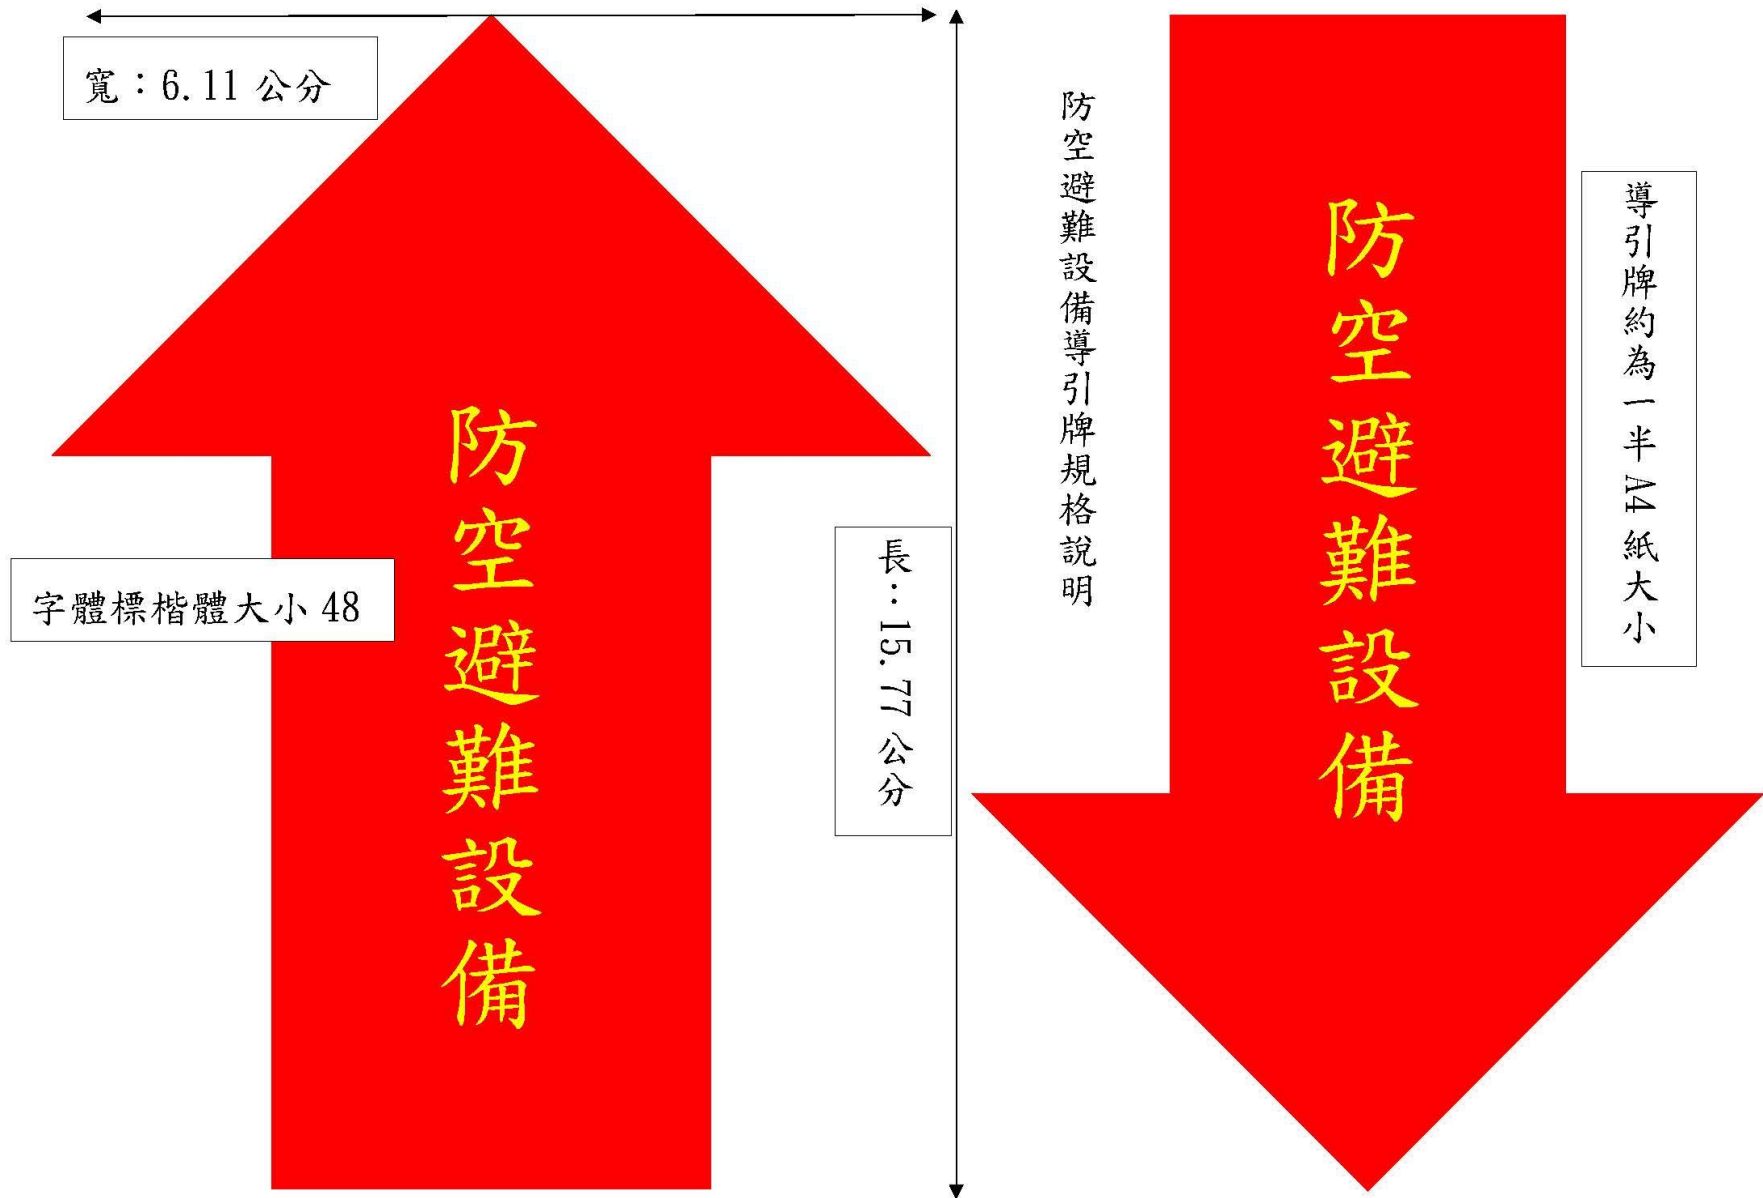 寬：6.11 公分
防空避難設備
字體標楷體大小 48
長：15.77 公分
防空避難設備導引牌規格說明
防空避難設備
導引牌約為一半 A4 紙大小